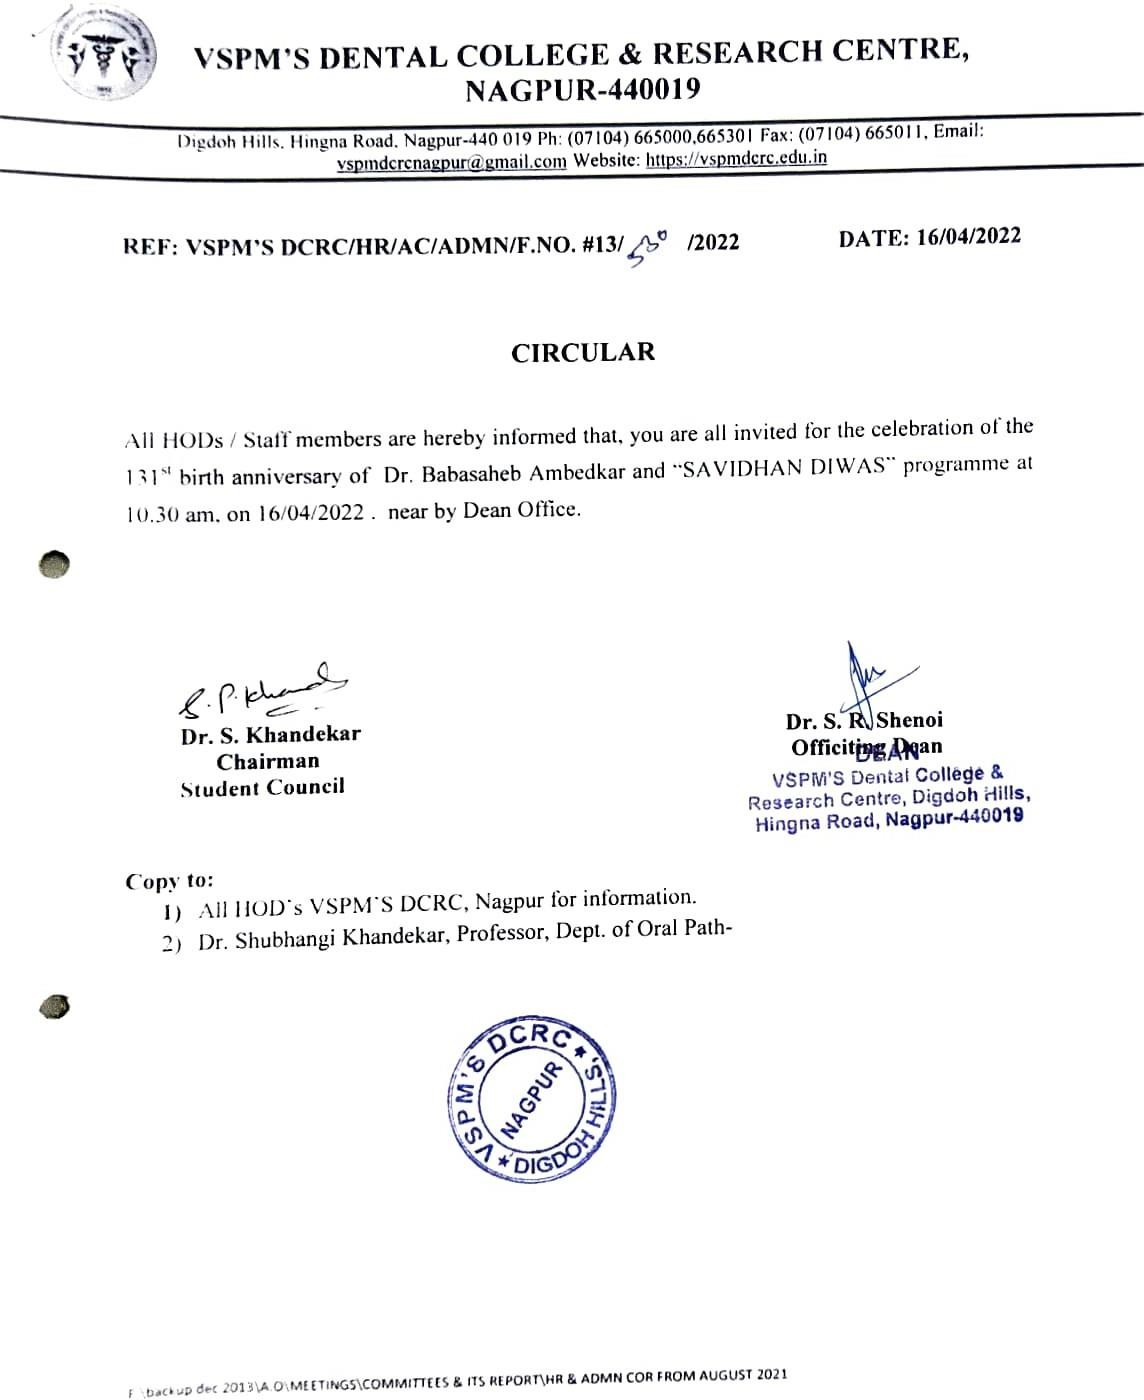 VSPM'S DENTAL COLLEGE & RESEARCH CENTRE,
NAGPUR-440019
Digdoh Hills, Hingna Road, Nagpur-440 019 Ph: (07104) 665000,665301 Fax: (07104) 665011, Email:
vspmdcrcnagpur@gmail.com Website: https://vspmdcrc.edu.in
REF: VSPM'S DCRC/HR/AC/ADMN/F.NO. #13/ /2022 DATE: 16/04/2022
CIRCULAR
All HODs / Staff members are hereby informed that, you are all invited for the celebration of the
131st birth anniversary of Dr. Babasaheb Ambedkar and “SAVIDHAN DIWAS” programme at
10.30 am. on 16/04/2022 . near by Dean Office.
S.P.Khand
Dr. S. Khandekar
Chairman
Student Council
Dr. S. R. Shenoi
Officiting Dean
DEAN
VSPM'S Dental College &
Research Centre, Digdoh Hills,
Hingna Road, Nagpur-440019
Copy to:
1) All HOD's VSPM'S DCRC, Nagpur for information.
2) Dr. Shubhangi Khandekar, Professor, Dept. of Oral Path-
VSPM'S DCRC ★ DIGDOH HILLS, ★
NAGPUR
F \backup dec 2013\A.O\MEETINGS\COMMITTEES & ITS REPORT\HR & ADMN COR FROM AUGUST 2021